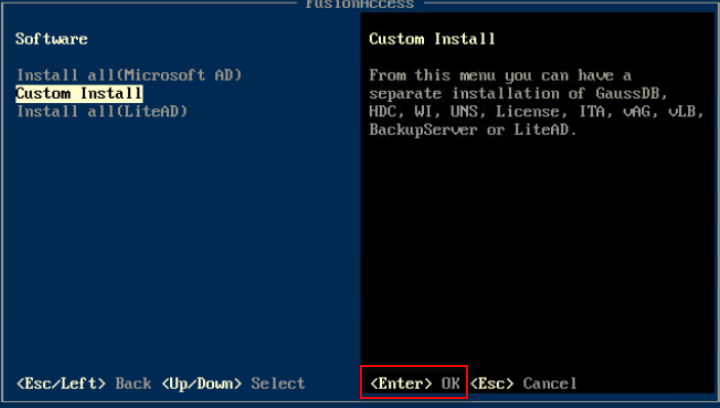 FusionAccess
Software
Install all(Microsoft AD)
Custom Install
Install all(LiteAD)
<Esc/Left> Back <Up/Down> Select
Custom Install
From this menu you can have a
separate installation of GaussDB,
HDC, WI, UNS, License, ITA, vAG, vLB,
BackupServer or LiteAD.
<Enter> OK <Esc> Cancel